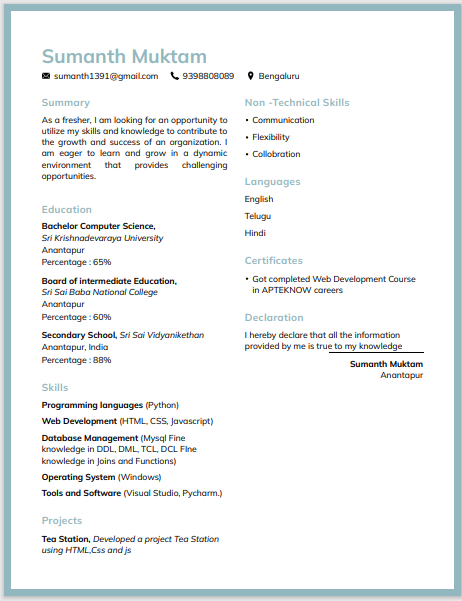 Sumanth Muktam
sumanth1391@gmail.com 9398808089 Bengaluru
Summary
As a fresher, I am looking for an opportunity to
utilize my skills and knowledge to contribute to
the growth and success of an organization. I
am eager to learn and grow in a dynamic
environment that provides challenging
opportunities.
Education
Bachelor Computer Science,
Sri Krishnadevaraya University
Anantapur
Percentage : 65%
Board of intermediate Education,
Sri Sai Baba National College
Anantapur
Percentage : 60%
Secondary School, Sri Sai Vidyanikethan
Anantapur, India
Percentage : 88%
Skills
Programming languages (Python)
Web Development (HTML, CSS, Javascript)
Database Management (Mysql Fine
knowledge in DDL, DML, TCL, DCL FIne
knowledge in Joins and Functions)
Operating System (Windows)
Tools and Software (Visual Studio, Pycharm.)
Projects
Tea Station, Developed a project Tea Station
using HTML,Css and js
Non -Technical Skills
• Communication
• Flexibility
• Collobration
Languages
English
Telugu
Hindi
Certificates
• Got completed Web Development Course
in APTEKNOW careers
Declaration
I hereby declare that all the information
provided by me is true to my knowledge
Sumanth Muktam
Anantapur